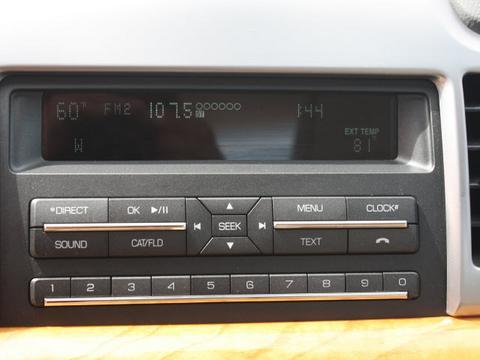 60° FM2 107.5 ST 1:44
EXT TEMP
W 81°
*DIRECT OK ▶/II SEEK MENU CLOCK#
SOUND CAT/FLD TEXT
1 2 3 4 5 6 7 8 9 0